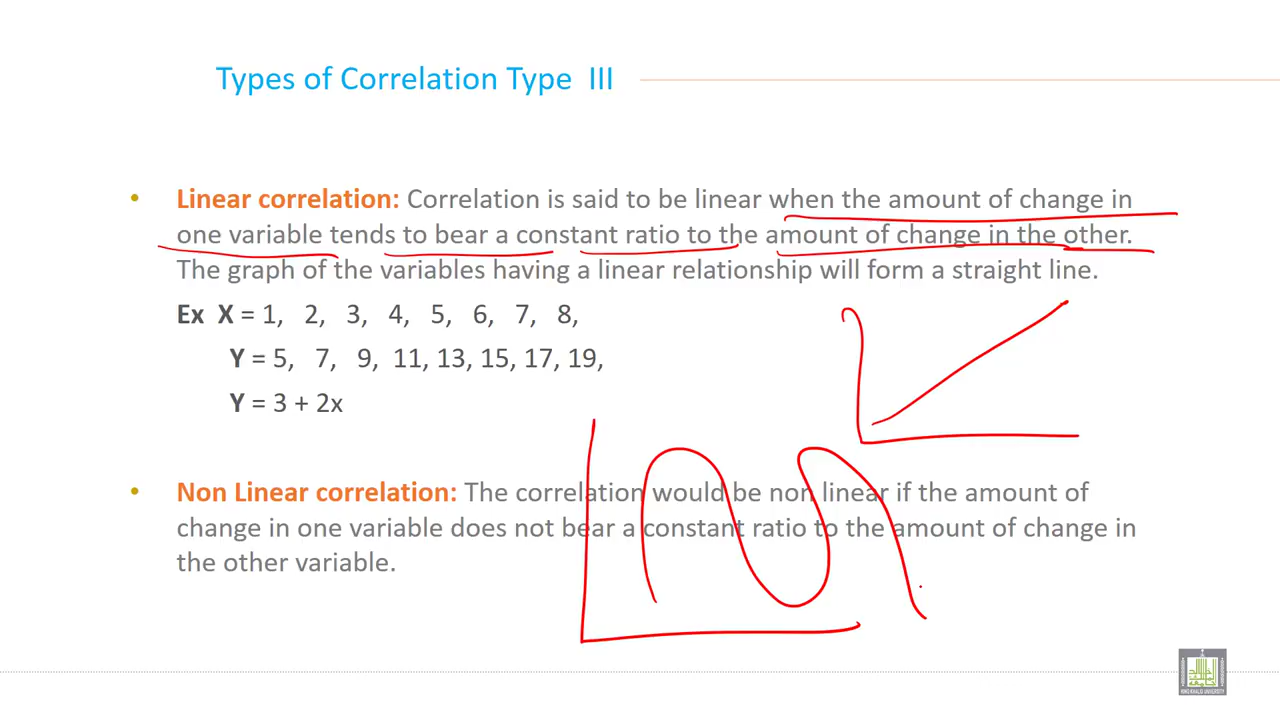 Types of Correlation Type III
• Linear correlation: Correlation is said to be linear when the amount of change in
one variable tends to bear a constant ratio to the amount of change in the other.
The graph of the variables having a linear relationship will form a straight line.
Ex X = 1, 2, 3, 4, 5, 6, 7, 8,
Y = 5, 7, 9, 11, 13, 15, 17, 19,
Y = 3 + 2x
• Non Linear correlation: The correlation would be non linear if the amount of
change in one variable does not bear a constant ratio to the amount of change in
the other variable.
KING KHALID UNIVERSITY